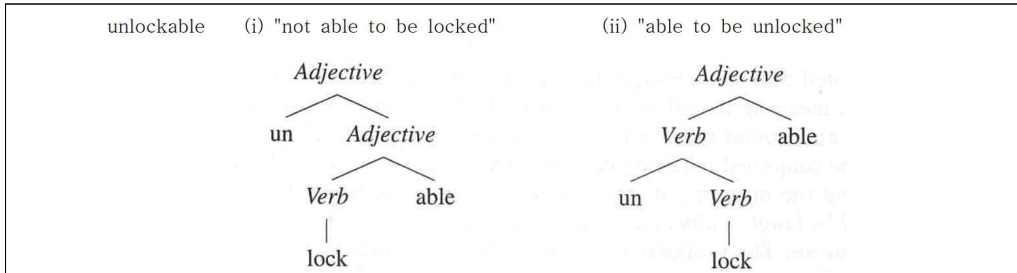 unlockable (i) "not able to be locked" (ii) "able to be unlocked"
Adjective Adjective
un Adjective Verb able
Verb able un Verb
lock lock